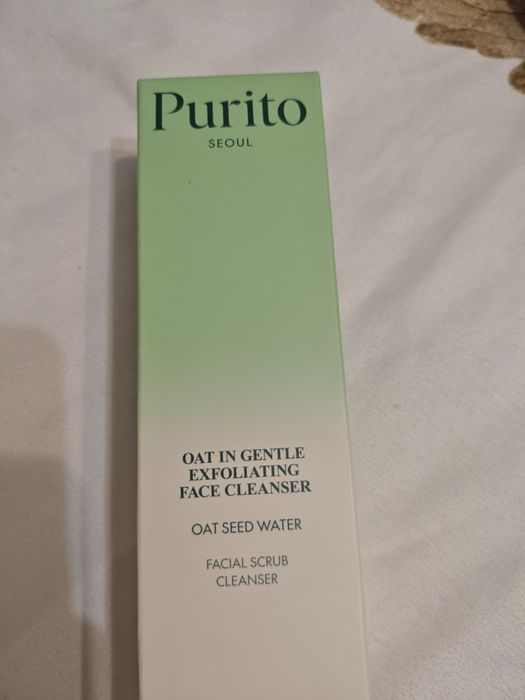 Purito
SEOUL
OAT IN GENTLE
EXFOLIATING
FACE CLEANSER
OAT SEED WATER
FACIAL SCRUB
CLEANSER